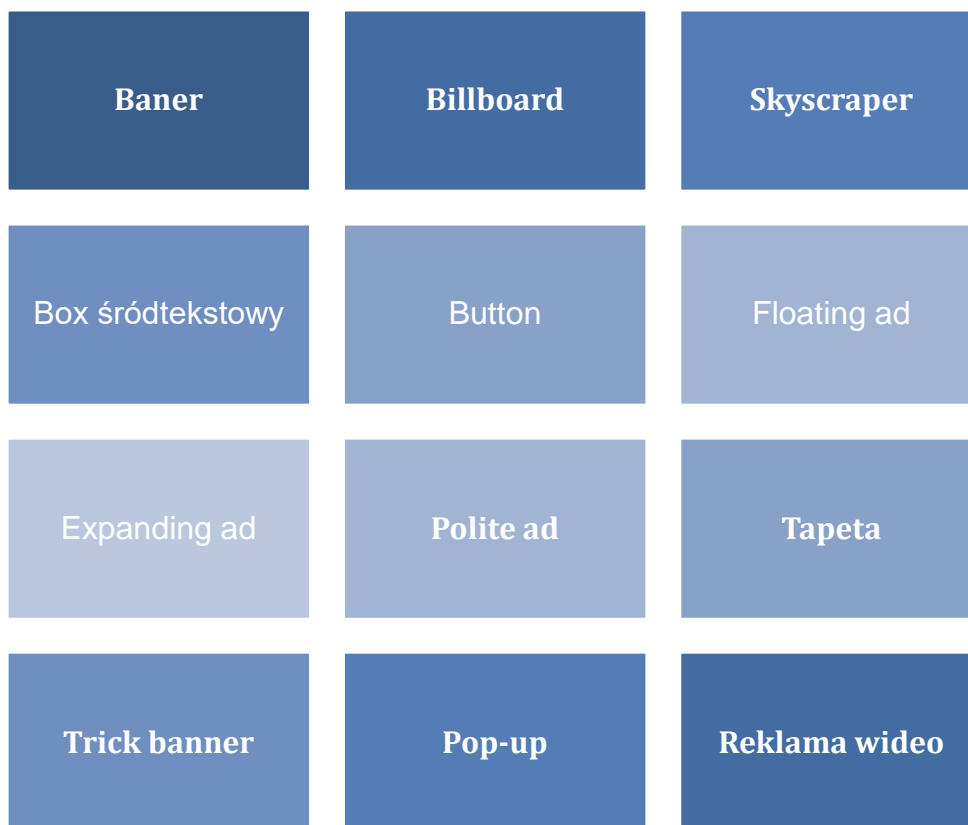 Baner
Billboard
Skyscraper
Box śródtekstowy
Button
Floating ad
Expanding ad
Polite ad
Tapeta
Trick banner
Pop-up
Reklama wideo